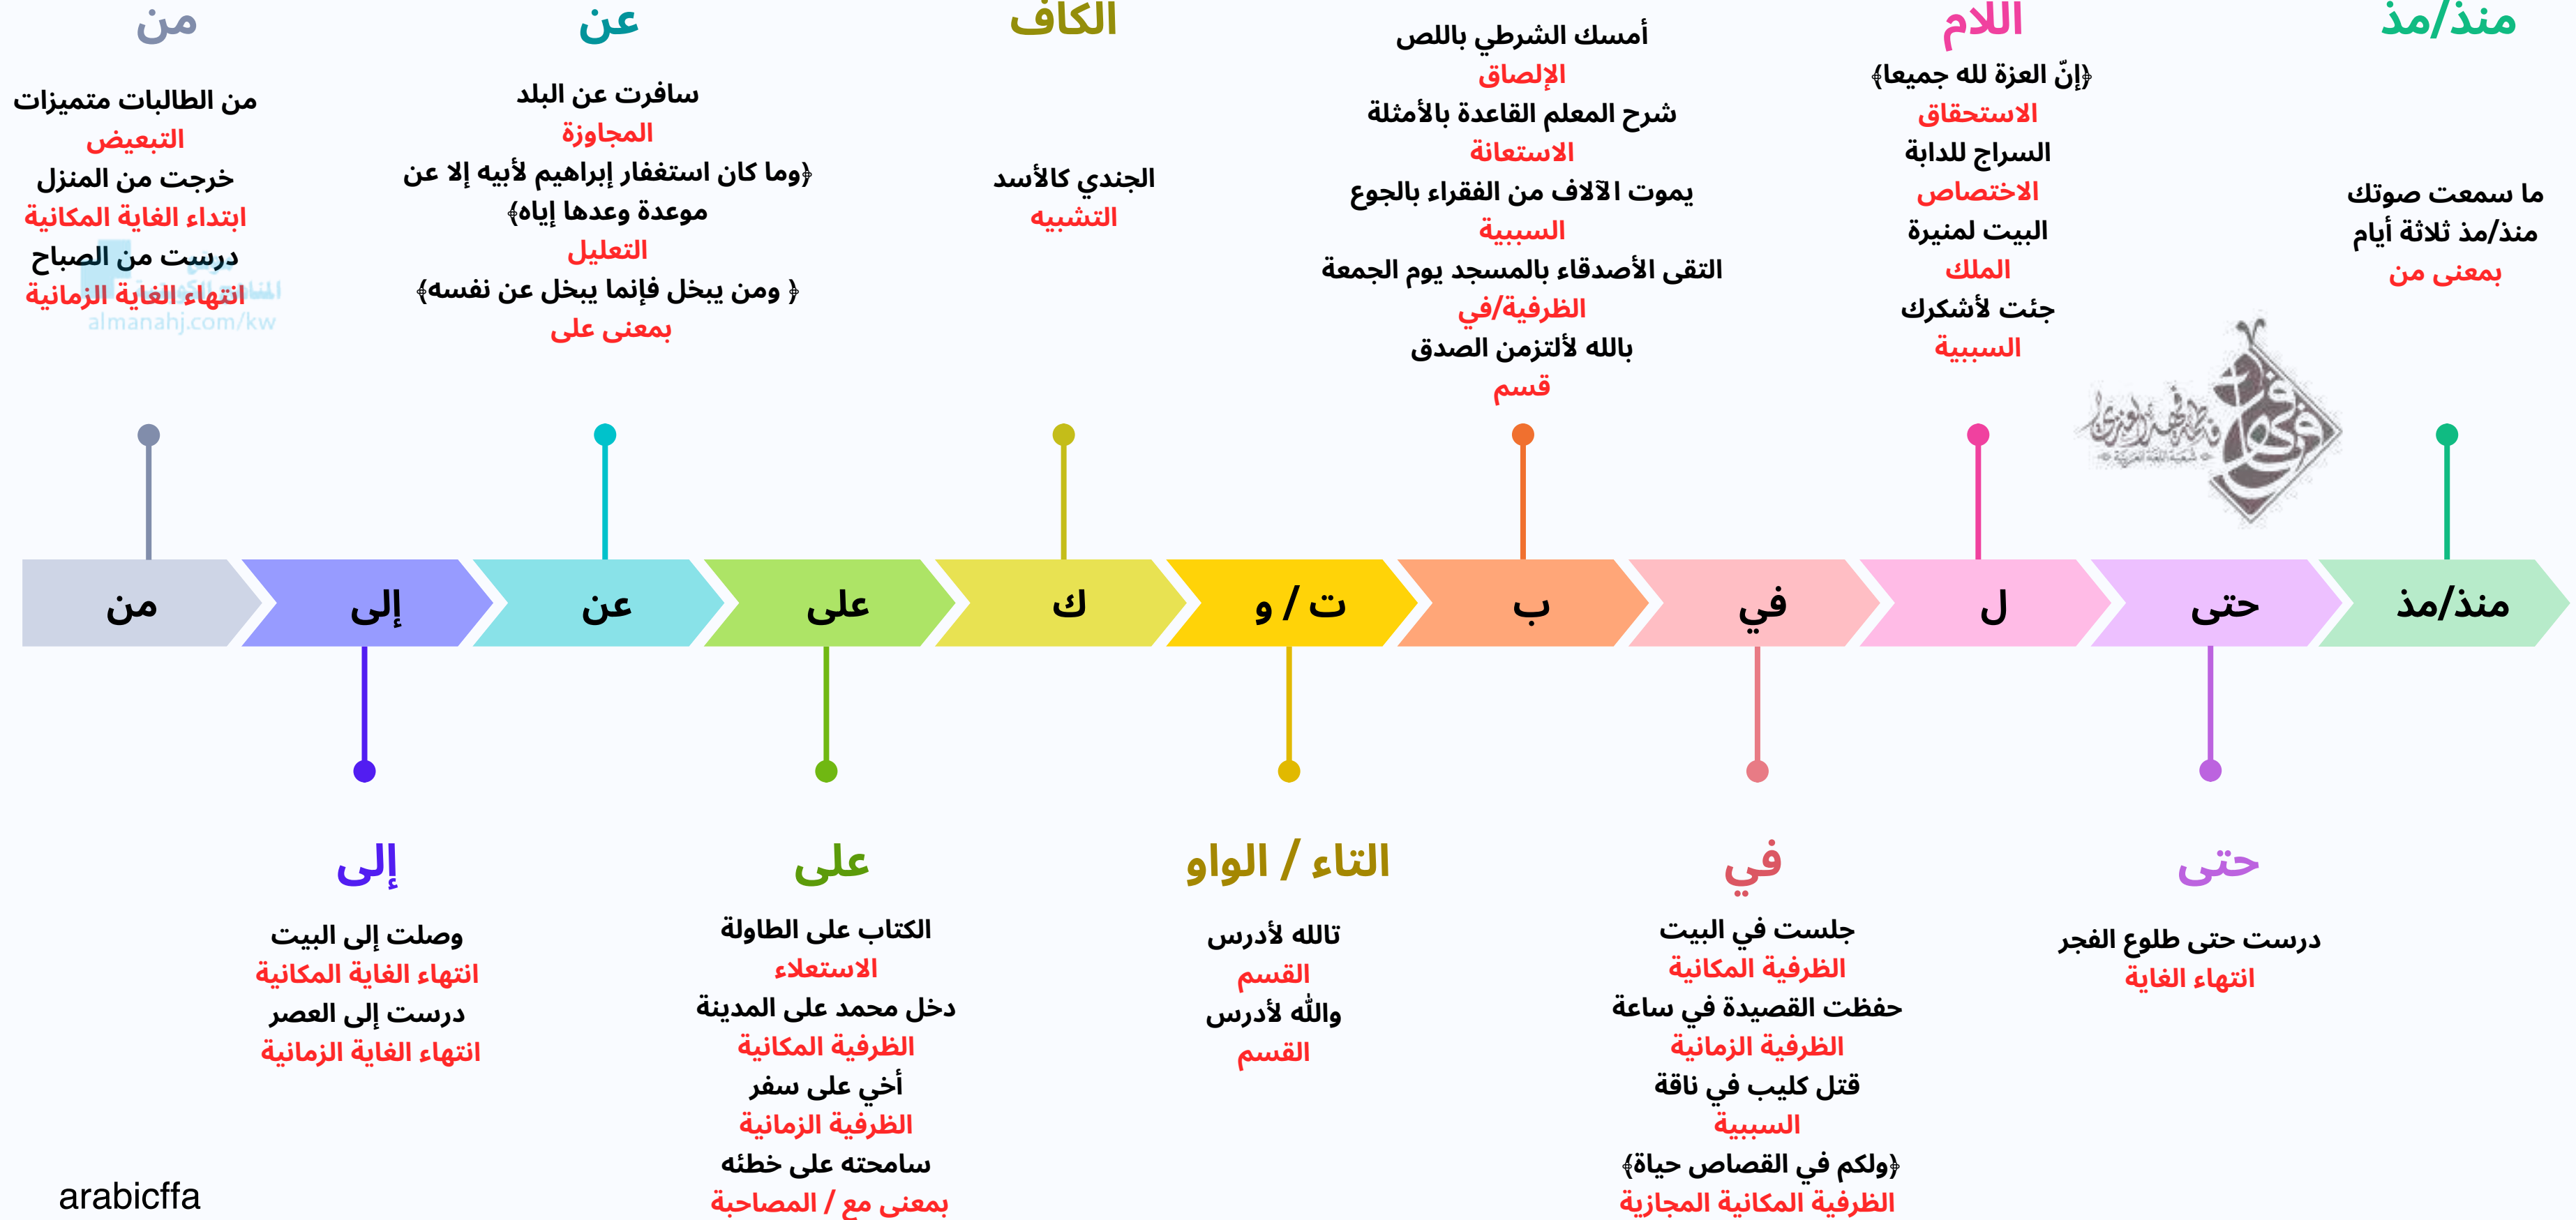 من
من الطالبات متميزات
التبعيض
خرجت من المنزل
ابتداء الغاية المكانية
درست من الصباح
انتهاء الغاية الزمانية
موقع
المناهج الكويتية
almanahj.com/kw
عن
سافرت عن البلد
المجاوزة
﴿وما كان استغفار إبراهيم لأبيه إلا عن
موعدة وعدها إياه﴾
التعليل
﴿ ومن يبخل فإنما يبخل عن نفسه﴾
بمعنى على
الكاف
الجندي كالأسد
التشبيه
أمسك الشرطي باللص
الإلصاق
شرح المعلم القاعدة بالأمثلة
الاستعانة
يموت الآلاف من الفقراء بالجوع
السببية
التقى الأصدقاء بالمسجد يوم الجمعة
الظرفية/في
بالله لألتزمن الصدق
قسم
اللام
﴿إنّ العزة لله جميعا﴾
الاستحقاق
السراج للدابة
الاختصاص
البيت لمنيرة
الملك
جئت لأشكرك
السببية
منذ/مذ
ما سمعت صوتك
منذ/مذ ثلاثة أيام
بمعنى من
من
إلى
عن
على
ك
ت / و
ب
في
ل
حتى
منذ/مذ
إلى
وصلت إلى البيت
انتهاء الغاية المكانية
درست إلى العصر
انتهاء الغاية الزمانية
على
الكتاب على الطاولة
الاستعلاء
دخل محمد على المدينة
الظرفية المكانية
أخي على سفر
الظرفية الزمانية
سامحته على خطئه
بمعنى مع / المصاحبة
التاء / الواو
تالله لأدرس
القسم
والله لأدرس
القسم
في
جلست في البيت
الظرفية المكانية
حفظت القصيدة في ساعة
الظرفية الزمانية
قتل كليب في ناقة
السببية
﴿ولكم في القصاص حياة﴾
الظرفية المكانية المجازية
حتى
درست حتى طلوع الفجر
انتهاء الغاية
arabicffa